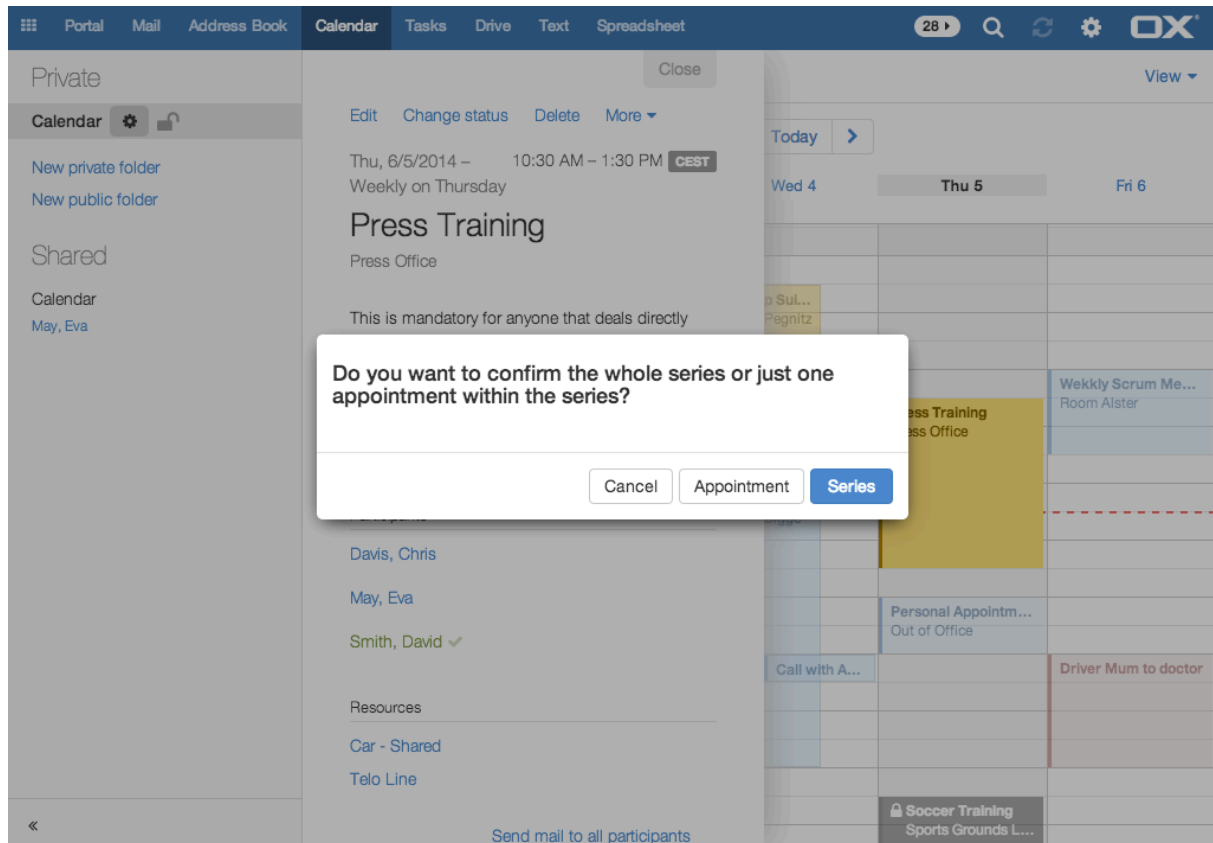 Portal Mail Address Book Calendar Tasks Drive Text Spreadsheet 28 OX
Private
Calendar
New private folder
New public folder
Shared
Calendar
May, Eva
Close
Edit Change status Delete More
Thu, 6/5/2014 – 10:30 AM – 1:30 PM CEST
Weekly on Thursday
Press Training
Press Office
This is mandatory for anyone that deals directly
Do you want to confirm the whole series or just one
appointment within the series?
Cancel Appointment Series
Participants
Davis, Chris
May, Eva
Smith, David
Resources
Car - Shared
Telo Line
Send mail to all participants
View
Today
Wed 4 Thu 5 Fri 6
Sui...
Pegnitz
ess Training
ess Office
Wekkly Scrum Me...
Room Alster
Personal Appointm...
Out of Office
Call with A...
Driver Mum to doctor
Soccer Training
Sports Grounds L...
«